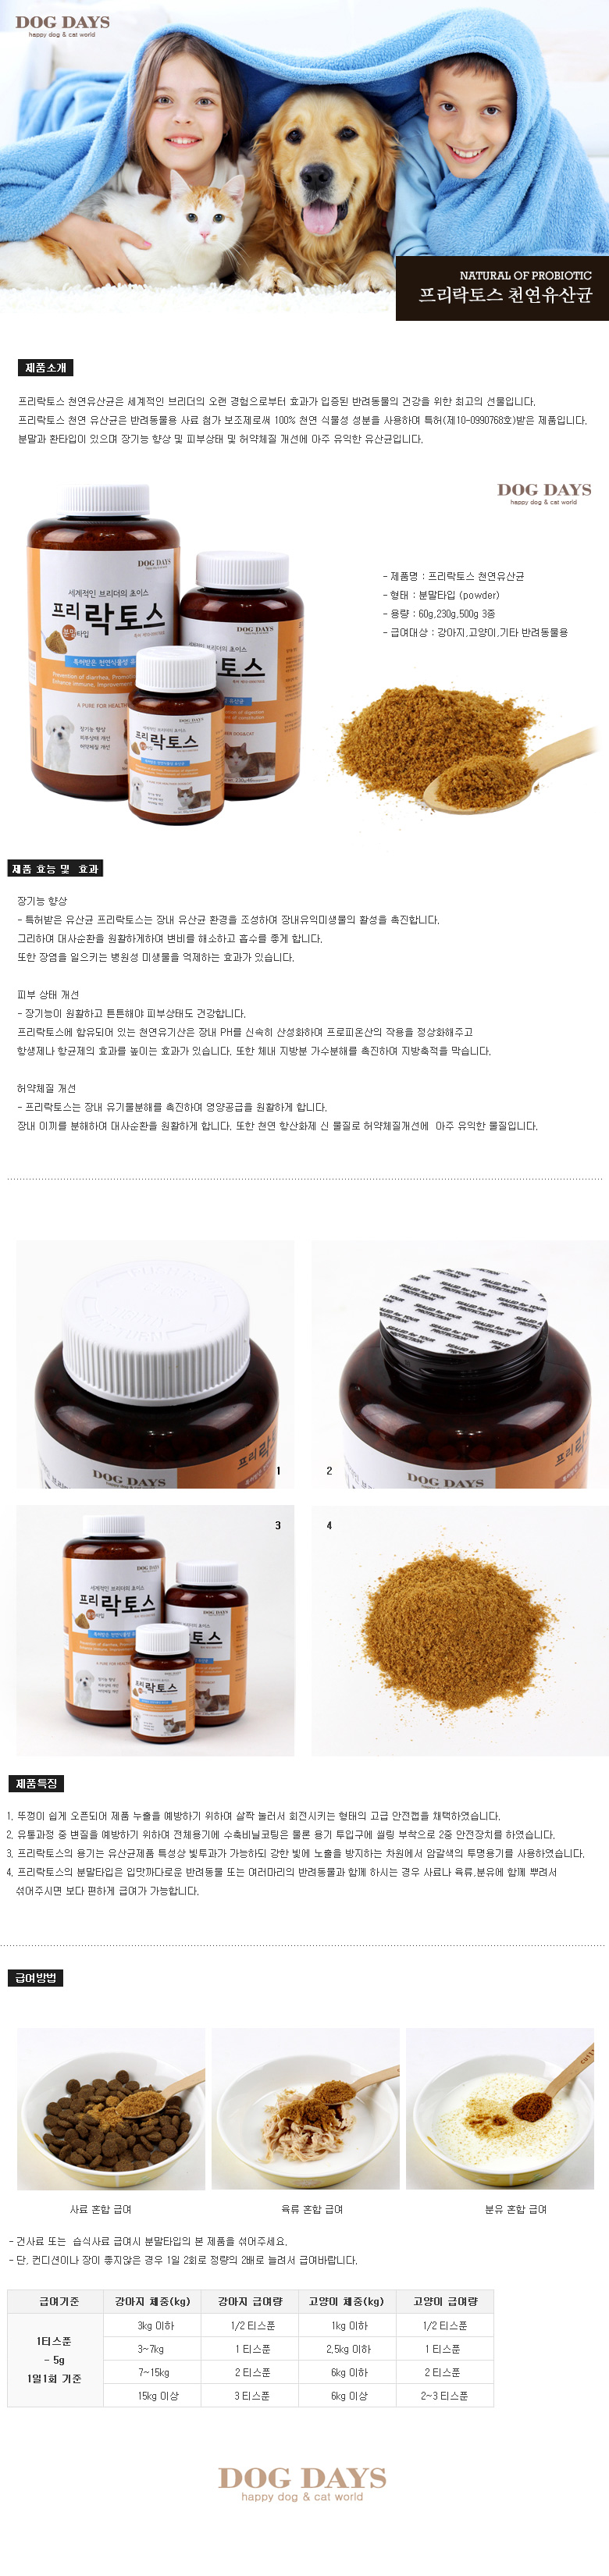 DOG DAYS
happy dog & cat world
NATURAL OF PROBIOTIC
프리락토스 천연유산균
제품소개
프리락토스 천연유산균은 세계적인 브리더의 오랜 경험으로부터 효과가 입증된 반려동물의 건강을 위한 최고의 선물입니다.
프리락토스 천연 유산균은 반려동물용 사료 첨가 보조제로써 100% 천연 식물성 성분을 사용하여 특허(제10-0990768호)받은 제품입니다.
분말과 환타입이 있으며 장기능 향상 및 피부상태 및 허약체질 개선에 아주 유익한 유산균입니다.
DOG DAYS
happy dog & cat world
- 제품명 : 프리락토스 천연유산균
- 형태 : 분말타입 (powder)
- 용량 : 60g,230g,500g 3종
- 급여대상 : 강아지,고양이,기타 반려동물용
DOG DAYS
세계적인 브리더의 초이스
프리락토스
분말타입
DOG DAYS
DOG DAYS
세계적인 브리더의 초이스
프리락토스
제품 효능 및 효과
장기능 향상
- 특허받은 유산균 프리락토스는 장내 유산균 환경을 조성하여 장내유익미생물의 활성을 촉진합니다.
그리하여 대사순환을 원활하게하여 변비를 해소하고 흡수를 좋게 합니다.
또한 장염을 일으키는 병원성 미생물을 억제하는 효과가 있습니다.
피부 상태 개선
- 장기능이 원활하고 튼튼해야 피부상태도 건강합니다.
프리락토스에 함유되어 있는 천연유기산은 장내 PH를 신속히 산성화하여 프로피온산의 작용을 정상화해주고
항생제나 항균제의 효과를 높이는 효과가 있습니다. 또한 체내 지방분 가수분해를 촉진하여 지방축적을 막습니다.
허약체질 개선
- 프리락토스는 장내 유기물분해를 촉진하여 영양공급을 원활하게 합니다.
장내 이끼를 분해하여 대사순환을 원활하게 합니다. 또한 천연 항산화제 신 물질로 허약체질개선에 아주 유익한 물질입니다.
DOG DAYS
1
SEALED for YOUR PROTECTION
DOG DAYS
2
DOG DAYS
세계적인 브리더의 초이스
프리락토스
DOG DAYS
프리락토스
3
4
제품특징
1. 뚜껑이 쉽게 오픈되어 제품 누출을 예방하기 위하여 살짝 눌러서 회전시키는 형태의 고급 안전캡을 채택하였습니다.
2. 유통과정 중 변질을 예방하기 위하여 전체용기에 수축비닐코팅은 물론 용기 투입구에 씰링 부착으로 2중 안전장치를 하였습니다.
3. 프리락토스의 용기는 유산균제품 특성상 빛투과가 가능하되 강한 빛에 노출을 방지하는 차원에서 암갈색의 투명용기를 사용하였습니다.
4. 프리락토스의 분말타입은 입맛까다로운 반려동물 또는 여러마리의 반려동물과 함께 하시는 경우 사료나 육류,분유에 함께 뿌려서
섞어주시면 보다 편하게 급여가 가능합니다.
급여방법
사료 혼합 급여
육류 혼합 급여
분유 혼합 급여
- 건사료 또는 습식사료 급여시 분말타입의 본 제품을 섞어주세요.
- 단, 컨디션이나 장이 좋지않은 경우 1일 2회로 정량의 2배로 늘려서 급여바랍니다.
급여기준 강아지 체중(kg) 강아지 급여량 고양이 체중(kg) 고양이 급여량
1티스푼
- 5g
1일1회 기준
3kg 이하 1/2 티스푼 1kg 이하 1/2 티스푼
3~7kg 1 티스푼 2.5kg 이하 1 티스푼
7~15kg 2 티스푼 6kg 이하 2 티스푼
15kg 이상 3 티스푼 6kg 이상 2~3 티스푼
DOG DAYS
happy dog & cat world